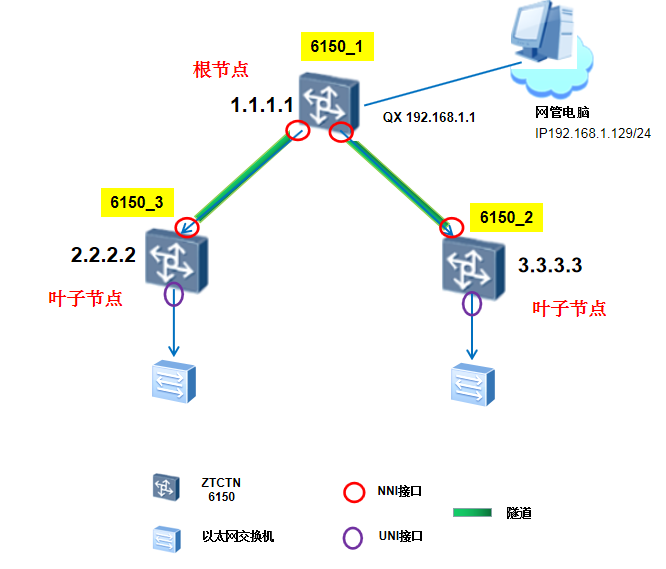 6150_1
根节点
1.1.1.1
QX 192.168.1.1
网管电脑
IP192.168.1.129/24
6150_3
6150_2
2.2.2.2
3.3.3.3
叶子节点
叶子节点
ZTCTN
6150
NNI接口
隧道
以太网交换机
UNI接口